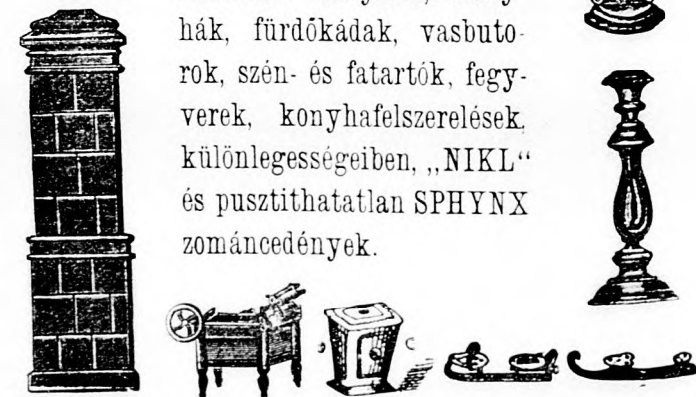 hák, fürdőkádak, vasbuto-
rok, szén- és fatartók, fegy-
verek, konyhafelszerelések,
különlegességeiben, „NIKL“
és pusztithatatlan SPHYNX
zománcedények.